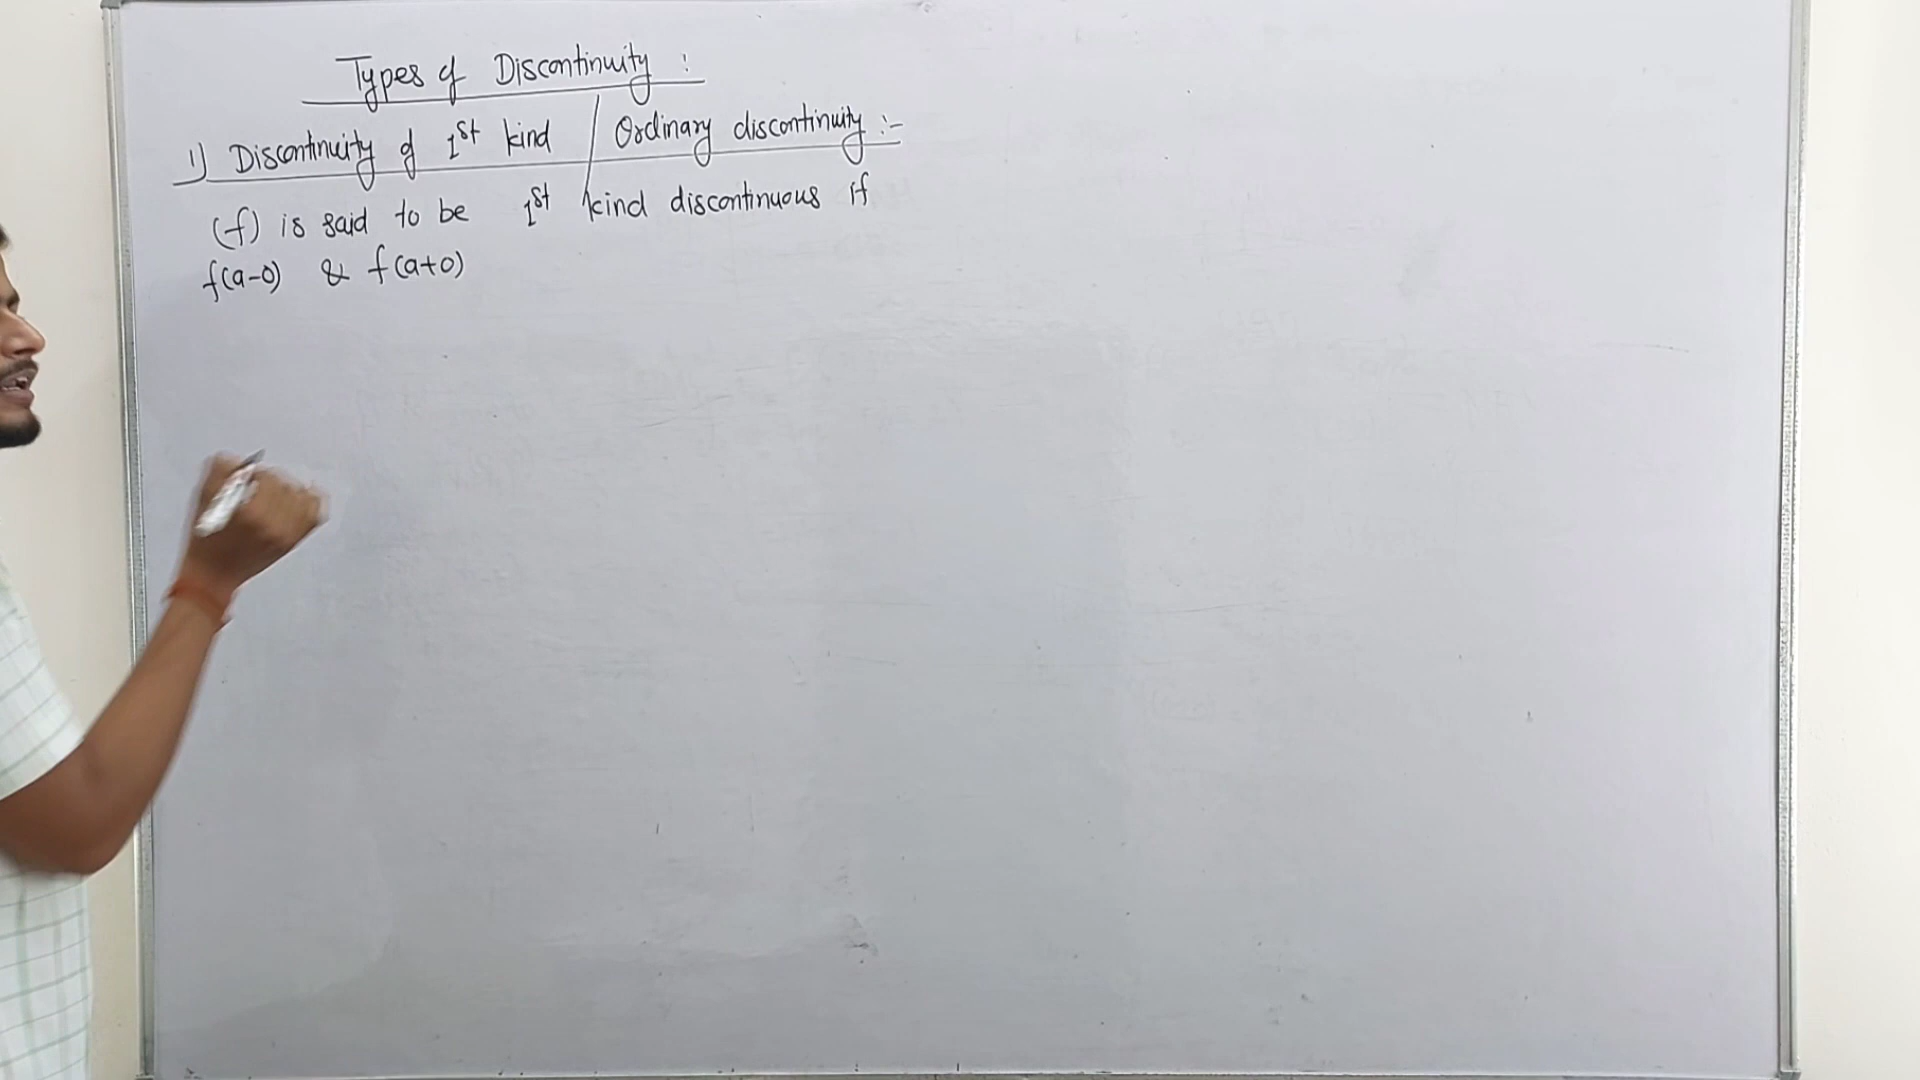 Types of Discontinuity :
1) Discontinuity of 1st kind / Ordinary discontinuity :-
(f) is said to be 1st kind discontinuous if
f(a-0) & f(a+0)